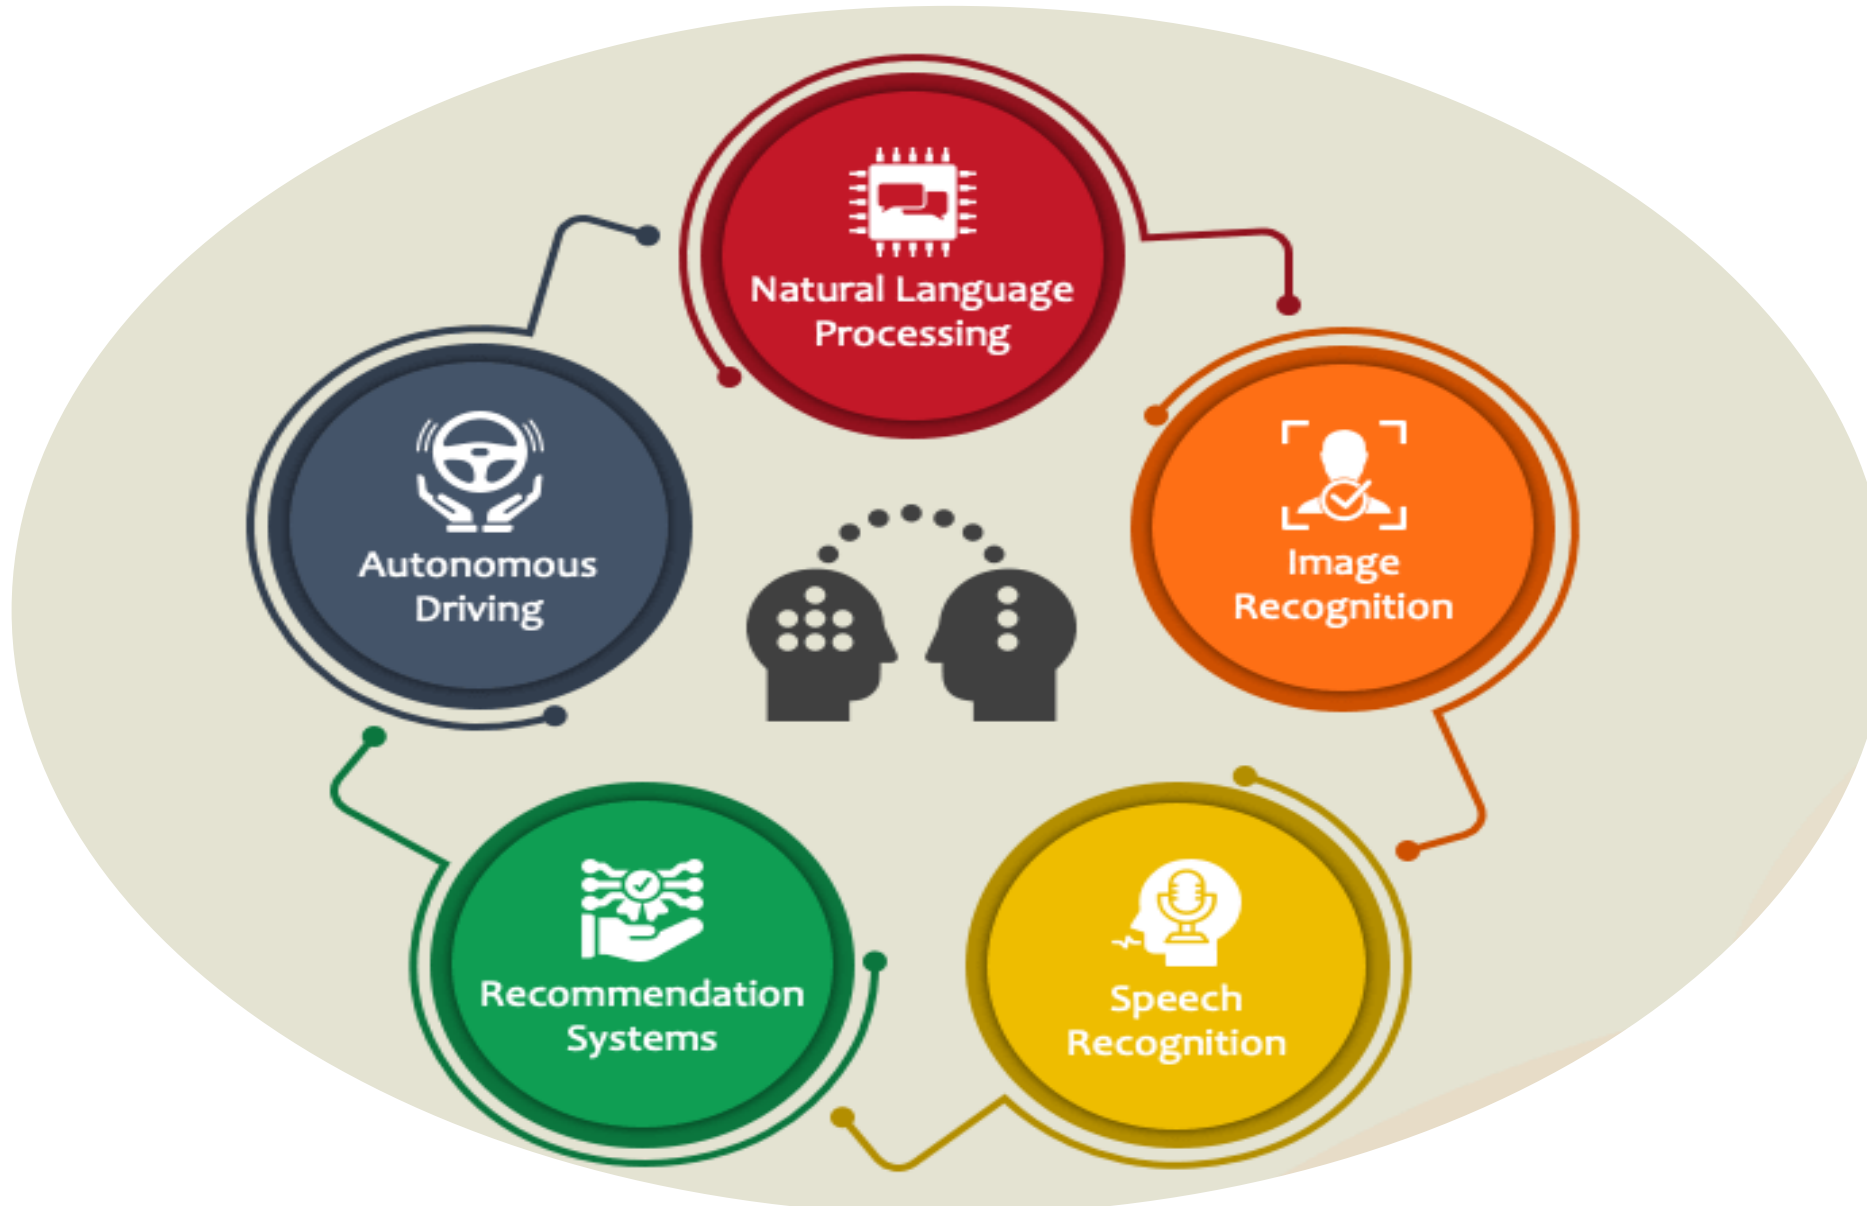 Natural Language
Processing
Autonomous
Driving
Image
Recognition
Recommendation
Systems
Speech
Recognition